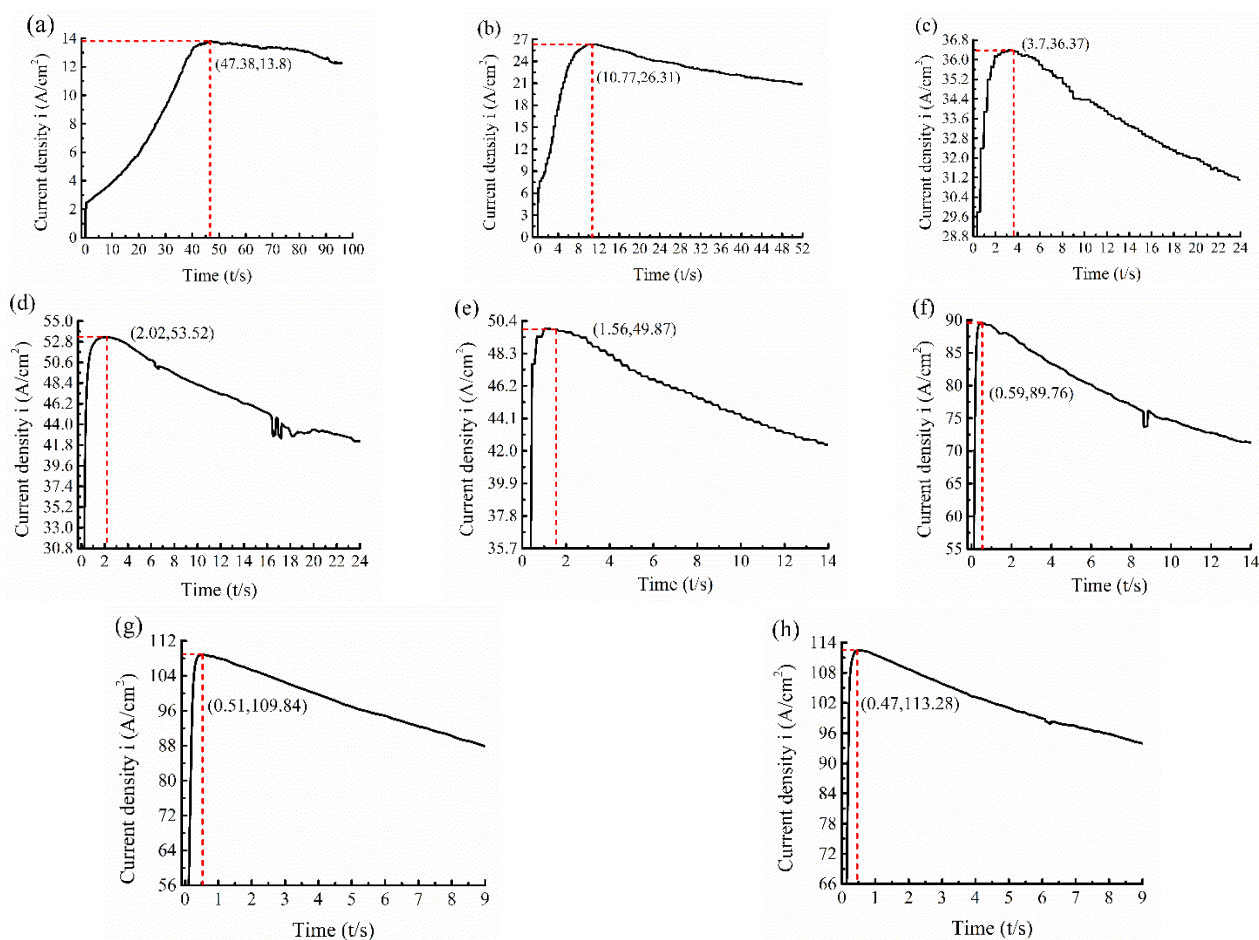 (a)
Current density i (A/cm²)
14
12
10
8
6
4
2
0
(47.38,13.8)
0 10 20 30 40 50 60 70 80 90 100
Time (t/s)
(b)
Current density i (A/cm²)
27
24
21
18
15
12
9
6
3
0
(10.77,26.31)
0 4 8 12 16 20 24 28 32 36 40 44 48 52
Time (t/s)
(c)
Current density i (A/cm²)
36.8
36.0
35.2
34.4
33.6
32.8
32.0
31.2
30.4
29.6
28.8
(3.7,36.37)
0 2 4 6 8 10 12 14 16 18 20 22 24
Time (t/s)
(d)
Current density i (A/cm²)
55.0
52.8
50.6
48.4
46.2
44.0
41.8
39.6
37.4
35.2
33.0
30.8
(2.02,53.52)
0 2 4 6 8 10 12 14 16 18 20 22 24
Time (t/s)
(e)
Current density i (A/cm²)
50.4
48.3
46.2
44.1
42.0
39.9
37.8
35.7
(1.56,49.87)
0 2 4 6 8 10 12 14
Time (t/s)
(f)
Current density i (A/cm²)
90
85
80
75
70
65
60
55
(0.59,89.76)
0 2 4 6 8 10 12 14
Time (t/s)
(g)
Current density i (A/cm²)
112
104
96
88
80
72
64
56
(0.51,109.84)
0 1 2 3 4 5 6 7 8 9
Time (t/s)
(h)
Current density i (A/cm²)
114
108
102
96
90
84
78
72
66
(0.47,113.28)
0 1 2 3 4 5 6 7 8 9
Time (t/s)